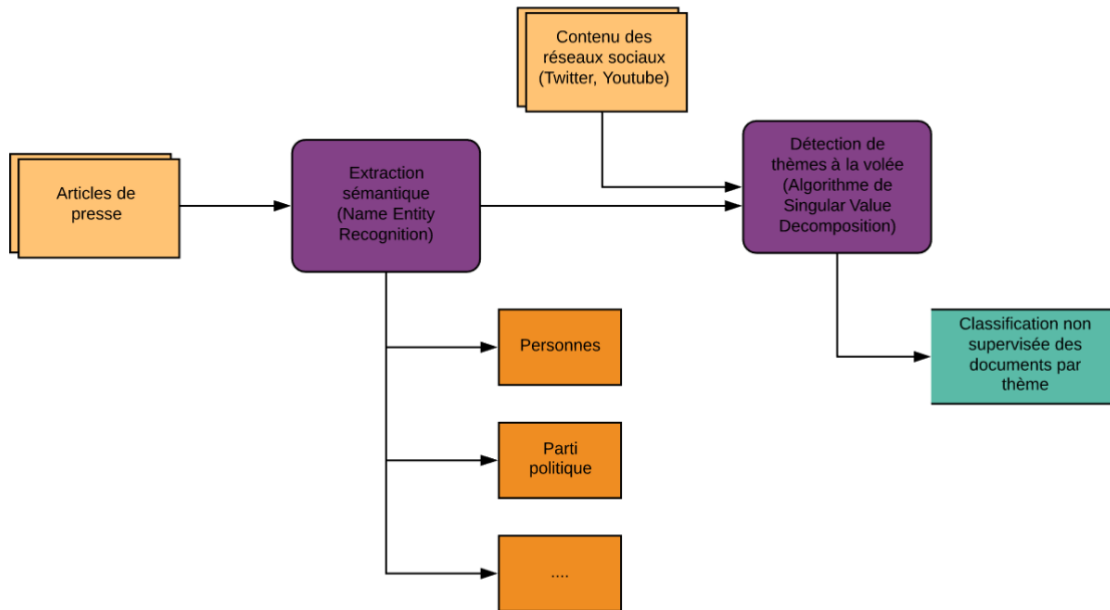 Contenu des
réseaux sociaux
(Twitter, Youtube)
Articles de
presse
Extraction
sémantique
(Name Entity
Recognition)
Détection de
thèmes à la volée
(Algorithme de
Singular Value
Decomposition)
Personnes
Parti
politique
....
Classification non
supervisée des
documents par
thème